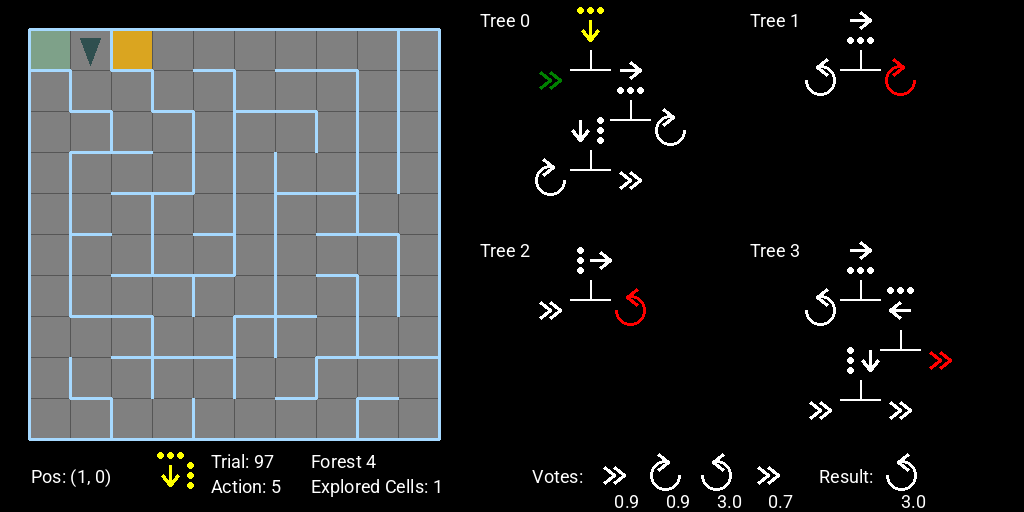 Tree 0
Tree 1
Tree 2
Tree 3
Pos: (1, 0)
Trial: 97
Forest 4
Action: 5
Explored Cells: 1
Votes:
0.9
0.9
3.0
0.7
Result:
3.0